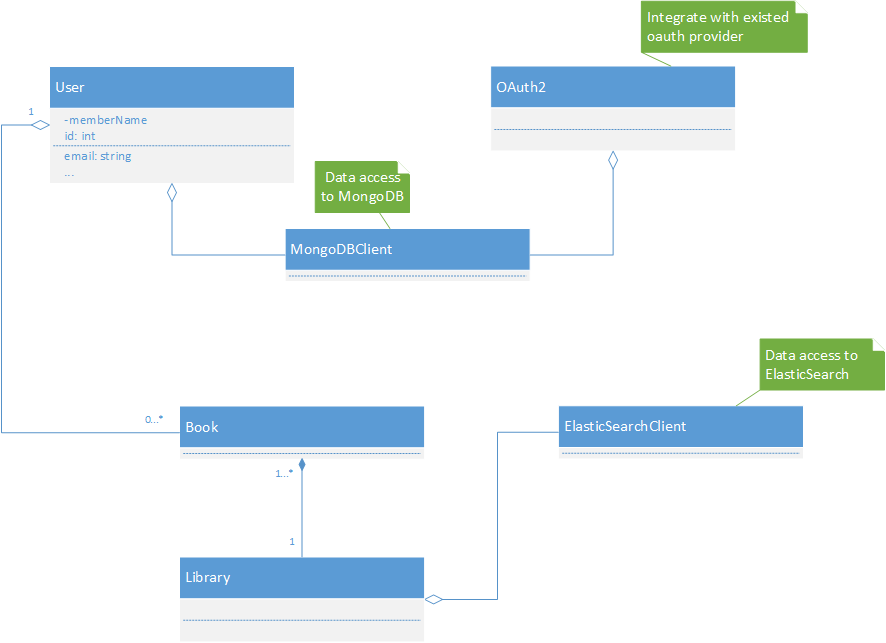 Integrate with existed
oauth provider
User
OAuth2
1
-memberName
id: int
email: string
...
Data access
to MongoDB
MongoDBClient
Data access to
ElasticSearch
0...*
Book
ElasticSearchClient
1...*
1
Library